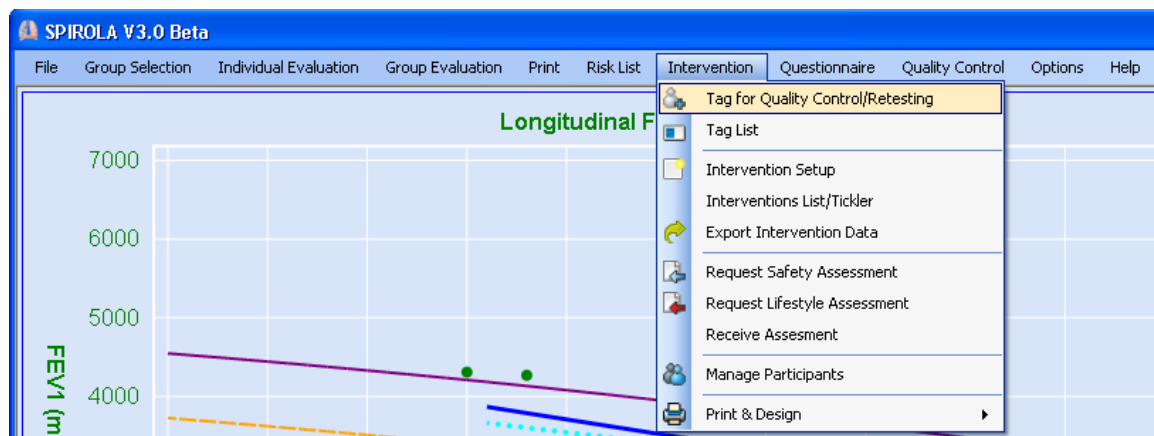 SPIROLA V3.0 Beta
File Group Selection Individual Evaluation Group Evaluation Print Risk List Intervention Questionnaire Quality Control Options Help
Tag for Quality Control/Retesting
Tag List
Intervention Setup
Interventions List/Tickler
Export Intervention Data
Request Safety Assessment
Request Lifestyle Assessment
Receive Assesment
Manage Participants
Print & Design
Longitudinal F
7000
6000
5000
4000
FEV1 (m